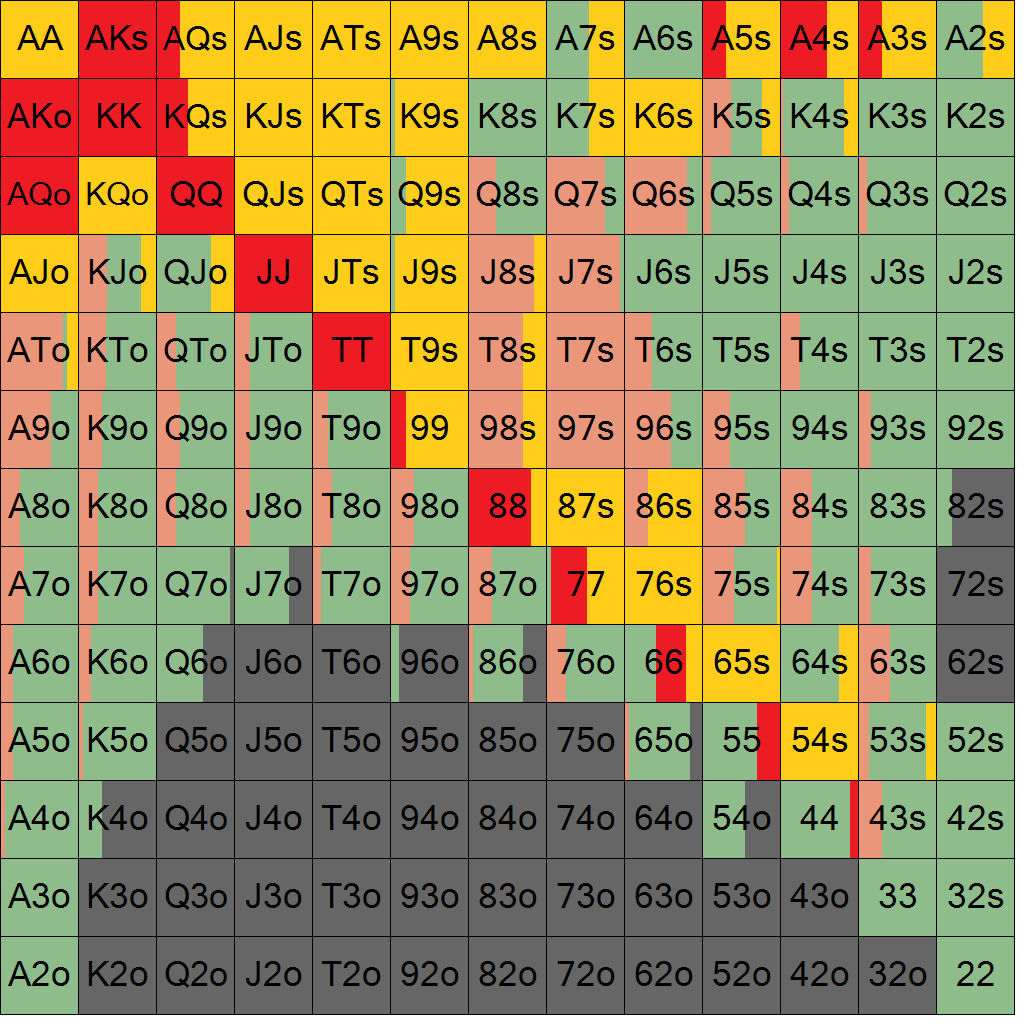 AA AKs AQs AJs ATs A9s A8s A7s A6s A5s A4s A3s A2s
AKo KK KQs KJs KTs K9s K8s K7s K6s K5s K4s K3s K2s
AQo KQo QQ QJs QTs Q9s Q8s Q7s Q6s Q5s Q4s Q3s Q2s
AJo KJo QJo JJ JTs J9s J8s J7s J6s J5s J4s J3s J2s
ATo KTo QTo JTo TT T9s T8s T7s T6s T5s T4s T3s T2s
A9o K9o Q9o J9o T9o 99 98s 97s 96s 95s 94s 93s 92s
A8o K8o Q8o J8o T8o 98o 88 87s 86s 85s 84s 83s 82s
A7o K7o Q7o J7o T7o 97o 87o 77 76s 75s 74s 73s 72s
A6o K6o Q6o J6o T6o 96o 86o 76o 66 65s 64s 63s 62s
A5o K5o Q5o J5o T5o 95o 85o 75o 65o 55 54s 53s 52s
A4o K4o Q4o J4o T4o 94o 84o 74o 64o 54o 44 43s 42s
A3o K3o Q3o J3o T3o 93o 83o 73o 63o 53o 43o 33 32s
A2o K2o Q2o J2o T2o 92o 82o 72o 62o 52o 42o 32o 22